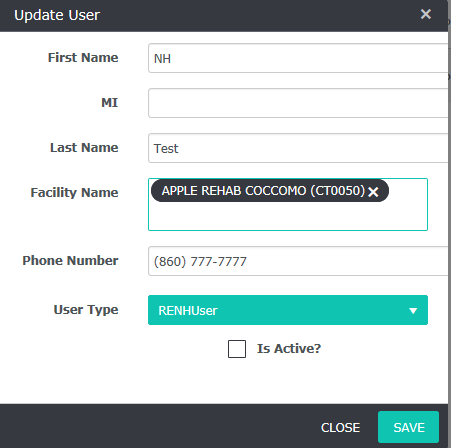 Update User ×
First Name NH
MI
Last Name Test
Facility Name APPLE REHAB COCCOMO (CT0050) ×
Phone Number (860) 777-7777
User Type RENHUser
Is Active?
CLOSE SAVE